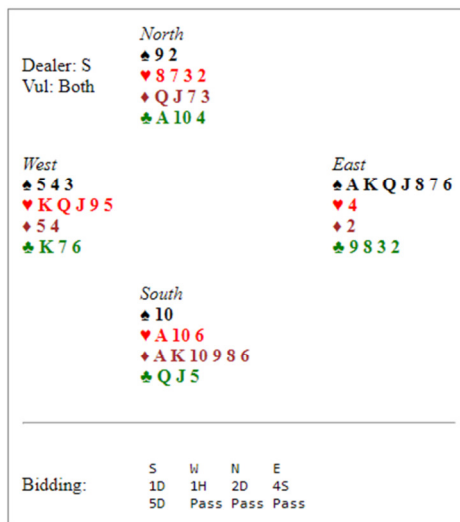 North
Dealer: S
Vul: Both
♠ 9 2
♥ 8 7 3 2
♦ Q J 7 3
♣ A 10 4
West
♠ 5 4 3
♥ K Q J 9 5
♦ 5 4
♣ K 7 6
East
♠ A K Q J 8 7 6
♥ 4
♦ 2
♣ 9 8 3 2
South
♠ 10
♥ A 10 6
♦ A K 10 9 8 6
♣ Q J 5
Bidding:
S W N E
1D 1H 2D 4S
5D Pass Pass Pass